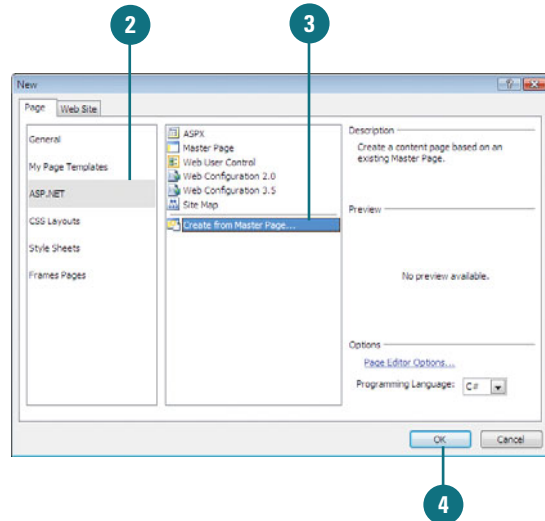 2
3
New
Page
Web Site
General
My Page Templates
ASP.NET
CSS Layouts
Style Sheets
Frames Pages
ASPX
Master Page
Web User Control
Web Configuration 2.0
Web Configuration 3.5
Site Map
Create from Master Page...
Description
Create a content page based on an
existing Master Page.
Preview
No preview available.
Options
Page Editor Options...
Programming Language: C#
OK
Cancel
4